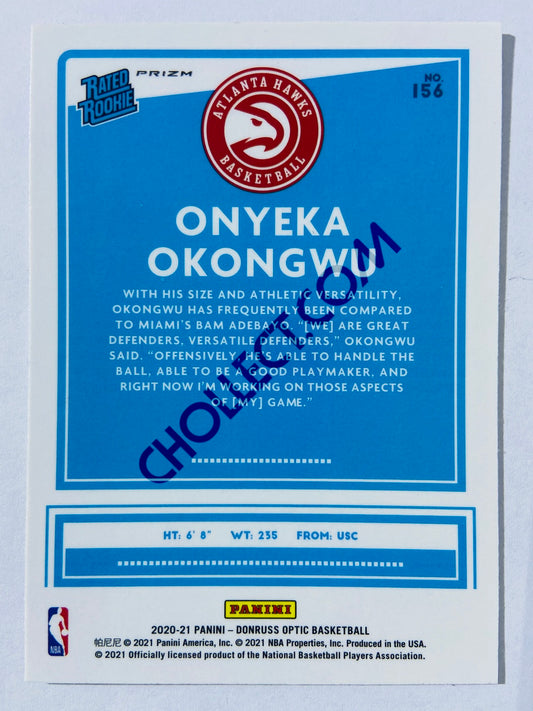 RATED ROOKIE
PRIZM
ATLANTA HAWKS
BASKETBALL
NO.
156
ONYEKA
OKONGWU
WITH HIS SIZE AND ATHLETIC VERSATILITY,
OKONGWU HAS FREQUENTLY BEEN COMPARED
TO MIAMI'S BAM ADEBAYO. “[WE] ARE GREAT
DEFENDERS, VERSATILE DEFENDERS,” OKONGWU
SAID. “OFFENSIVELY, HE'S ABLE TO HANDLE THE
BALL, ABLE TO BE A GOOD PLAYMAKER, AND
RIGHT NOW I'M WORKING ON THOSE ASPECTS
OF [MY] GAME.”
CHOLLECT.COM
HT: 6' 8" WT: 235 FROM: USC
PANINI
NBA
2020-21 PANINI – DONRUSS OPTIC BASKETBALL
帕尼尼 © 2021 Panini America, Inc. © 2021 NBA Properties, Inc. Produced in the USA.
© 2021 Officially licensed product of the National Basketball Players Association.